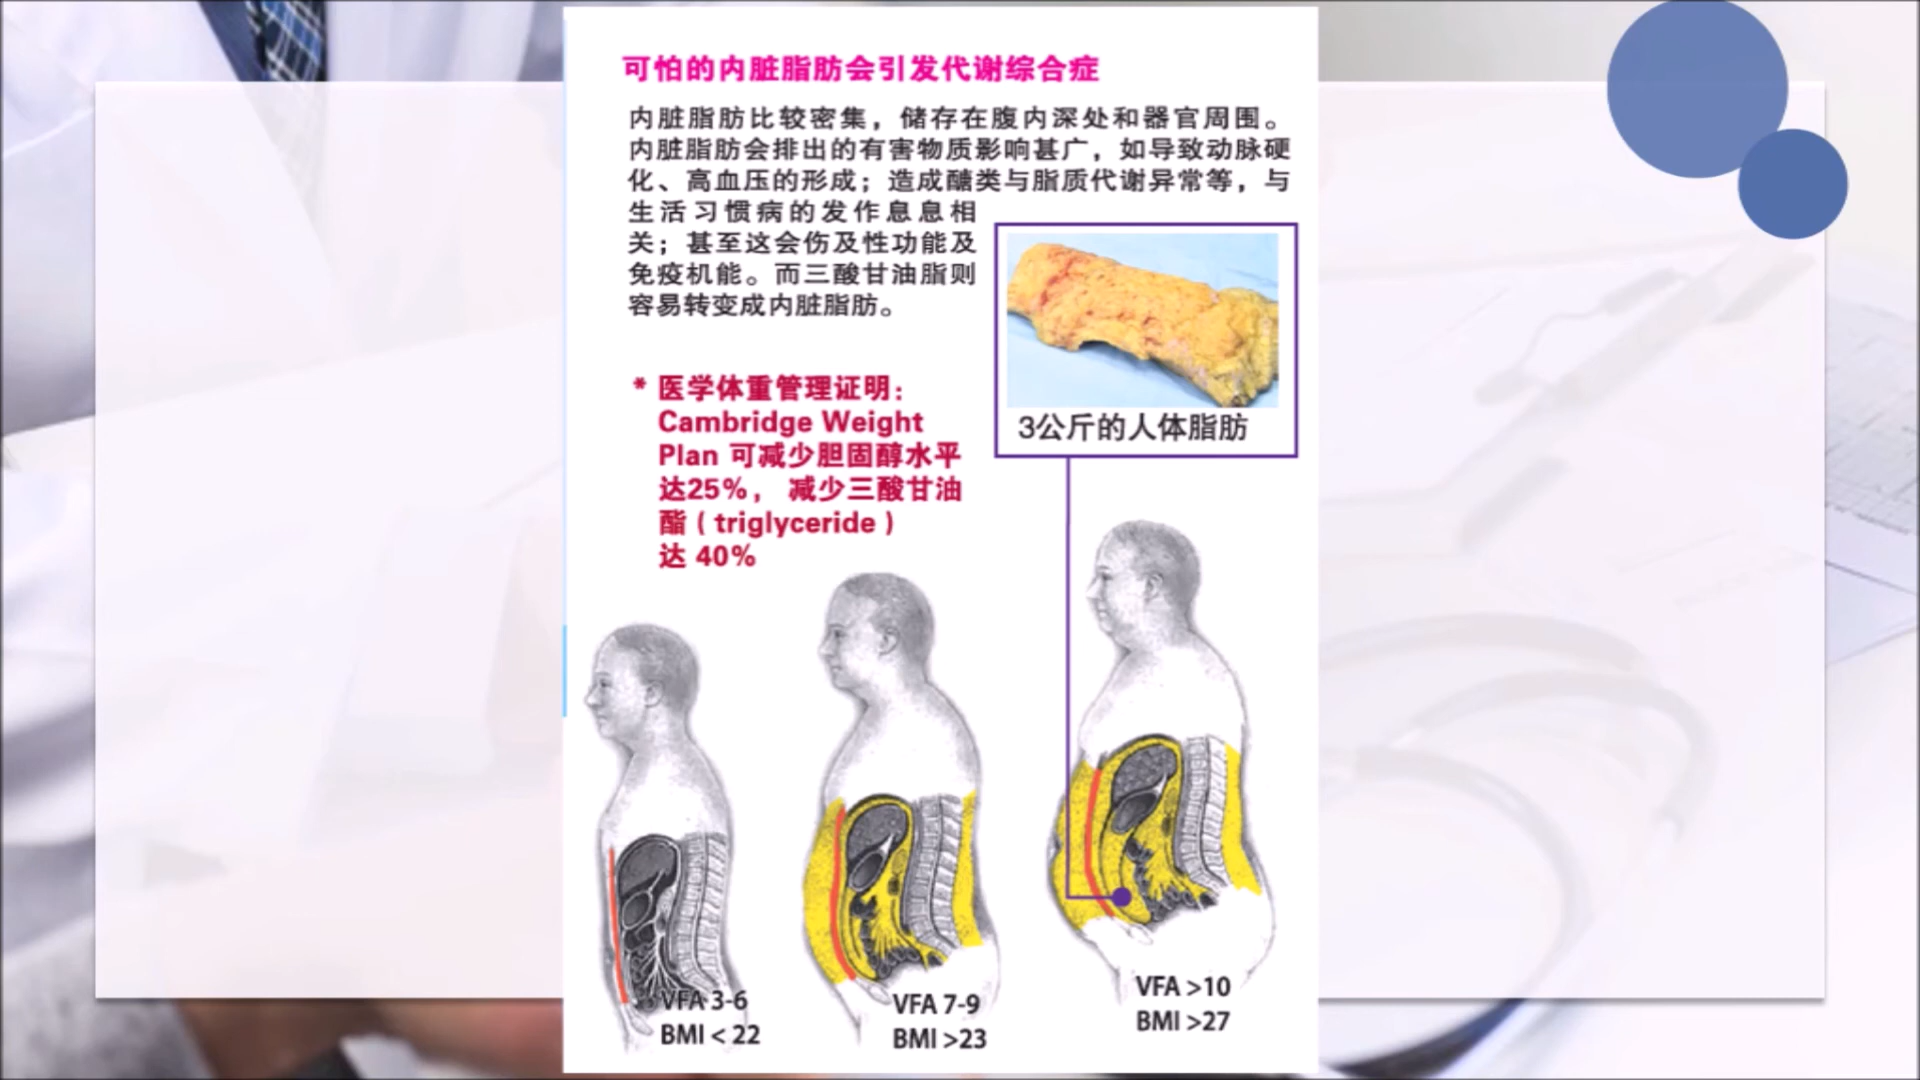 可怕的内脏脂肪会引发代谢综合症
内脏脂肪比较密集，储存在腹内深处和器官周围。
内脏脂肪会排出的有害物质影响甚广，如导致动脉硬
化、高血压的形成；造成醣类与脂质代谢异常等，与
生活习惯病的发作息息相
关；甚至这会伤及性功能及
免疫机能。而三酸甘油脂则
容易转变成内脏脂肪。
3公斤的人体脂肪
* 医学体重管理证明：
Cambridge Weight
Plan 可减少胆固醇水平
达25%， 减少三酸甘油
酯 ( triglyceride )
达 40%
VFA 3-6
BMI < 22
VFA 7-9
BMI >23
VFA >10
BMI >27